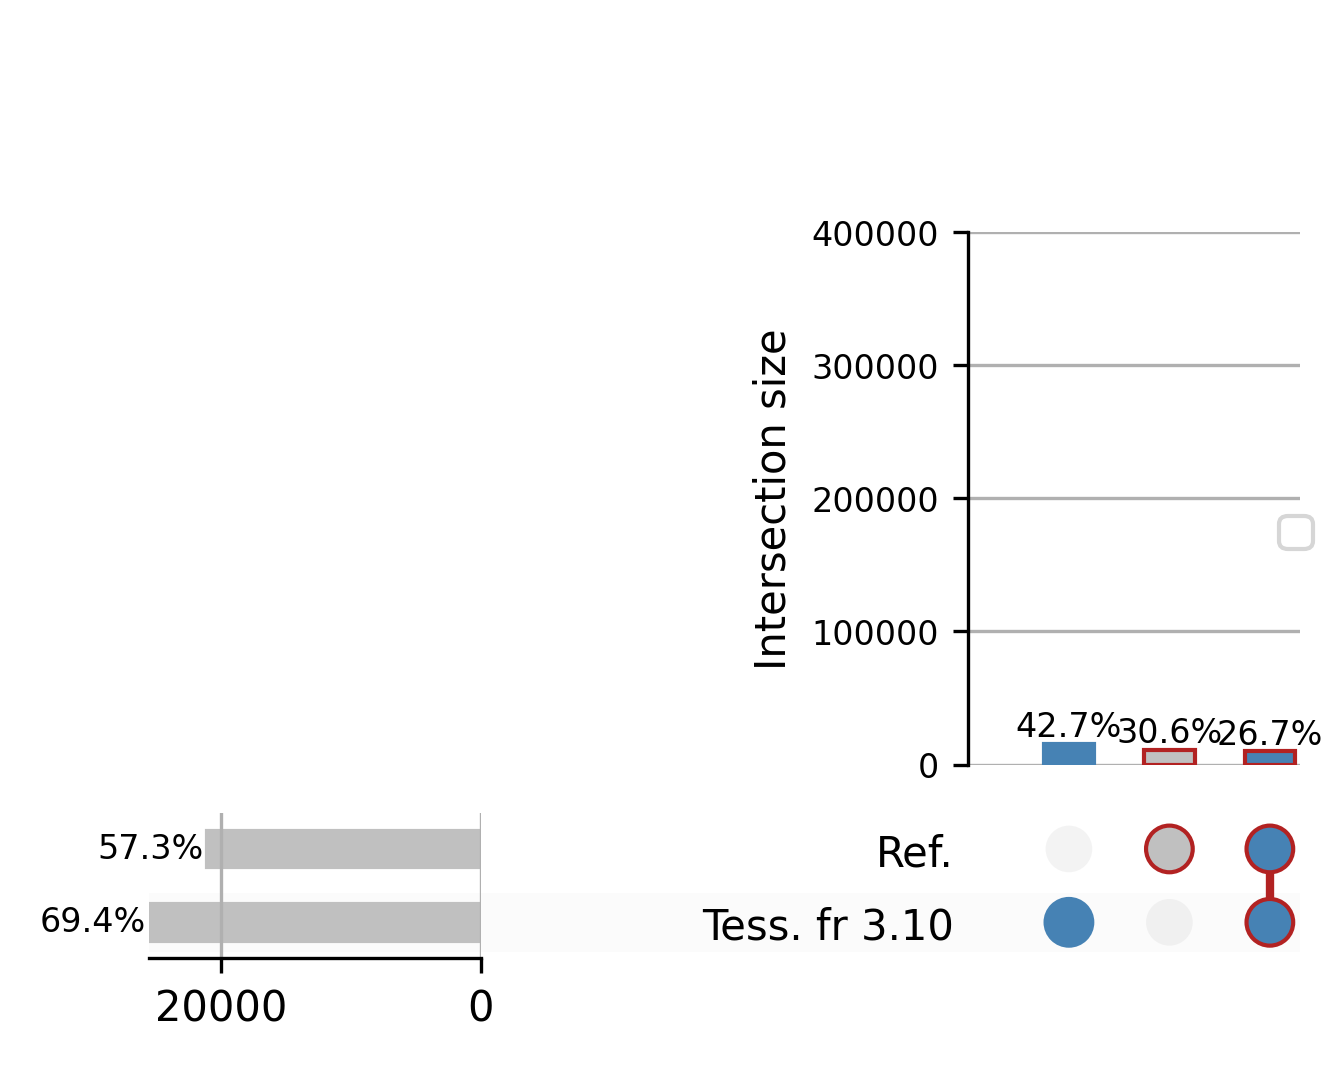 400000
300000
200000
100000
0
Intersection size
42.7% 30.6% 26.7%
57.3%
69.4%
20000 0
Ref.
Tess. fr 3.10